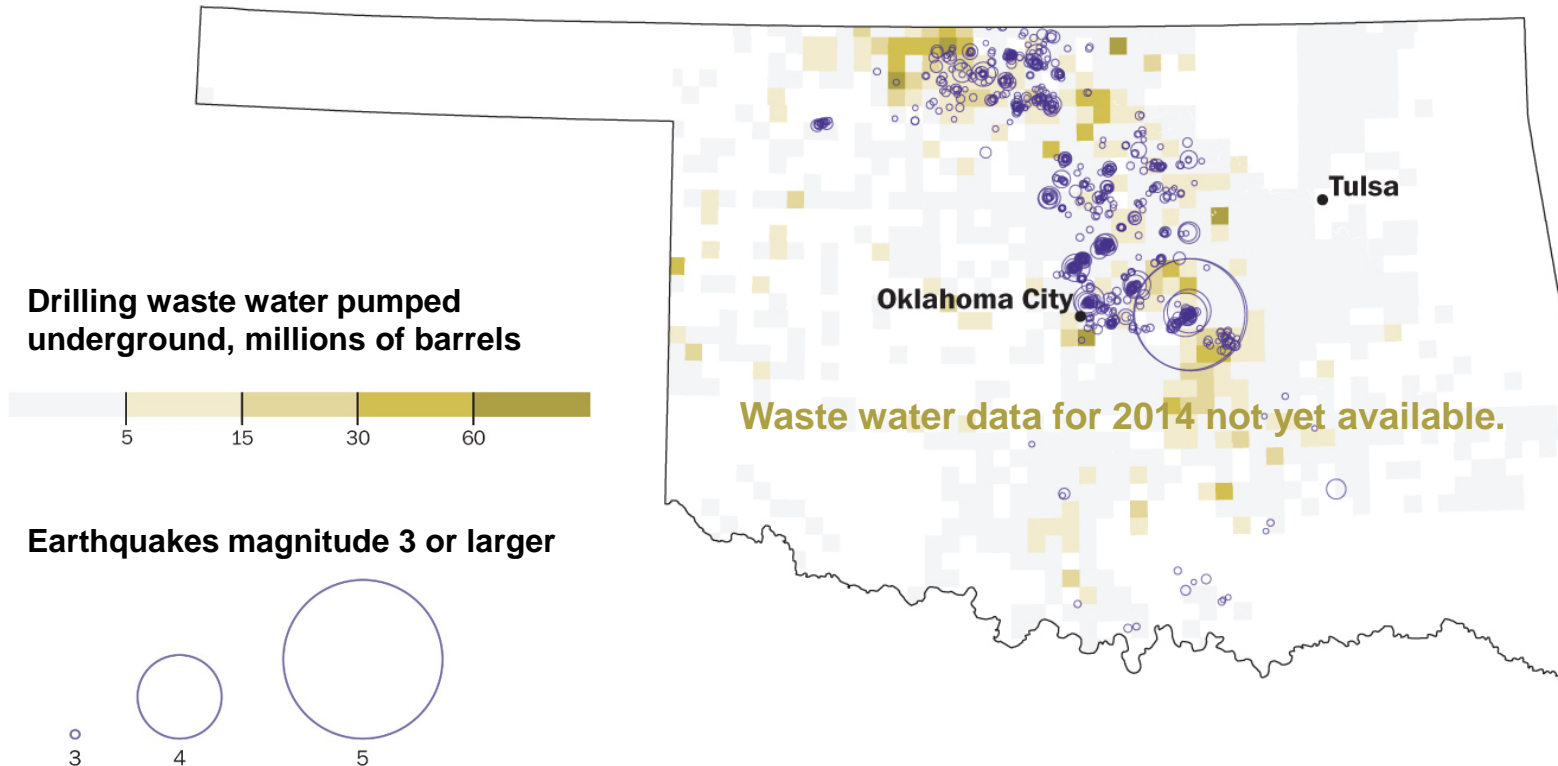 Tulsa
Oklahoma City
Drilling waste water pumped
underground, millions of barrels
5 15 30 60
Waste water data for 2014 not yet available.
Earthquakes magnitude 3 or larger
3 4 5